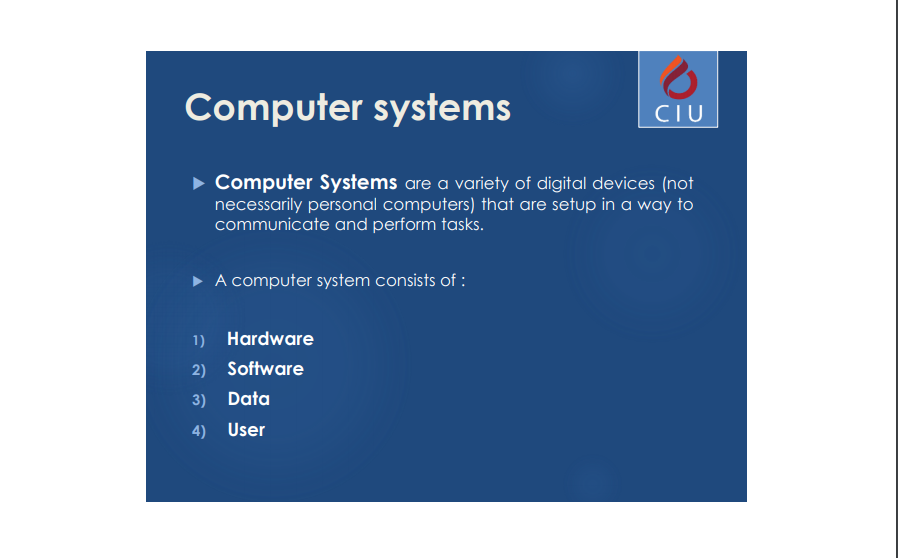 CIU
Computer systems
Computer Systems are a variety of digital devices (not
necessarily personal computers) that are setup in a way to
communicate and perform tasks.
A computer system consists of :
1) Hardware
2) Software
3) Data
4) User